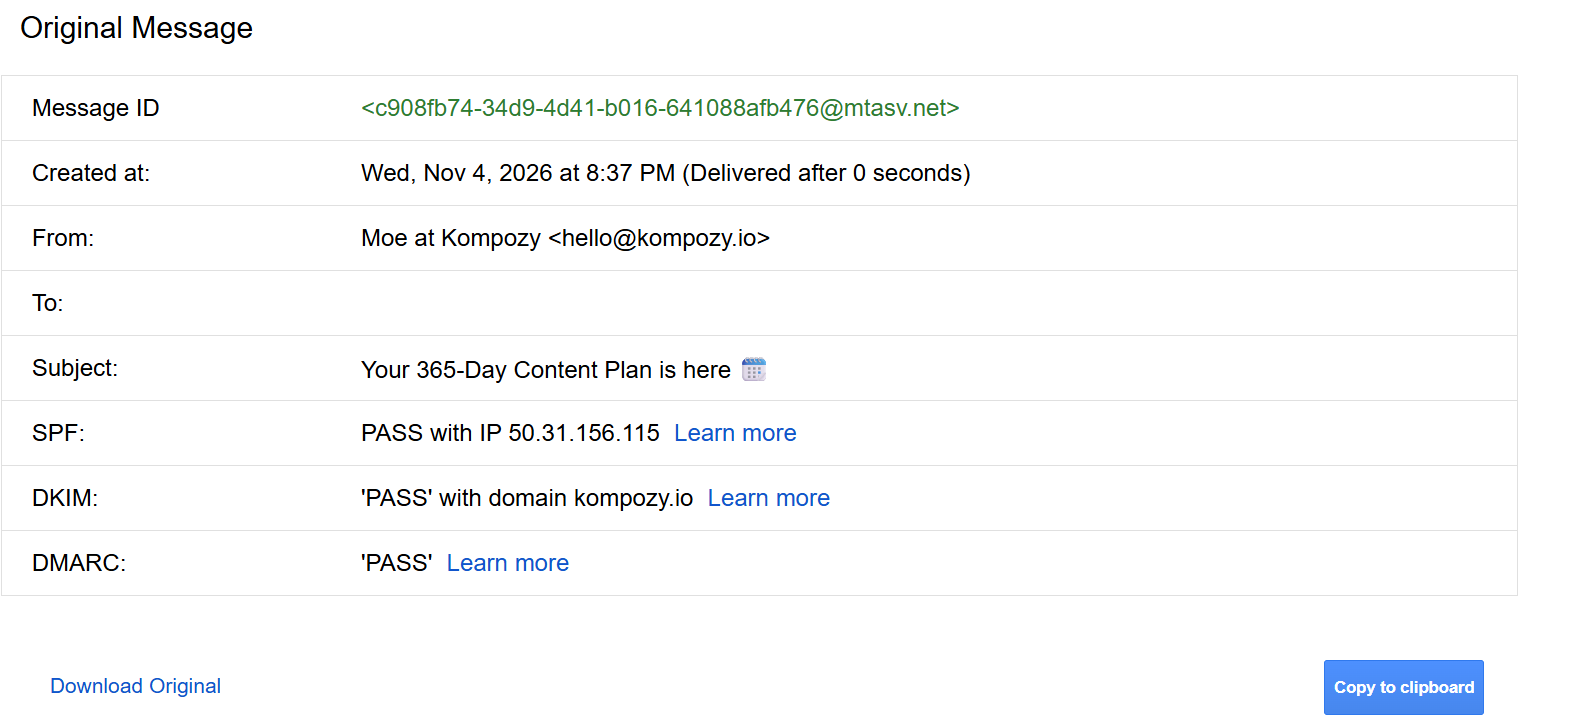 Original Message
Message ID <c908fb74-34d9-4d41-b016-641088afb476@mtasv.net>
Created at: Wed, Nov 4, 2026 at 8:37 PM (Delivered after 0 seconds)
From: Moe at Kompozy <hello@kompozy.io>
To:
Subject: Your 365-Day Content Plan is here 🗓
SPF: PASS with IP 50.31.156.115 Learn more
DKIM: 'PASS' with domain kompozy.io Learn more
DMARC: 'PASS' Learn more
Download Original Copy to clipboard